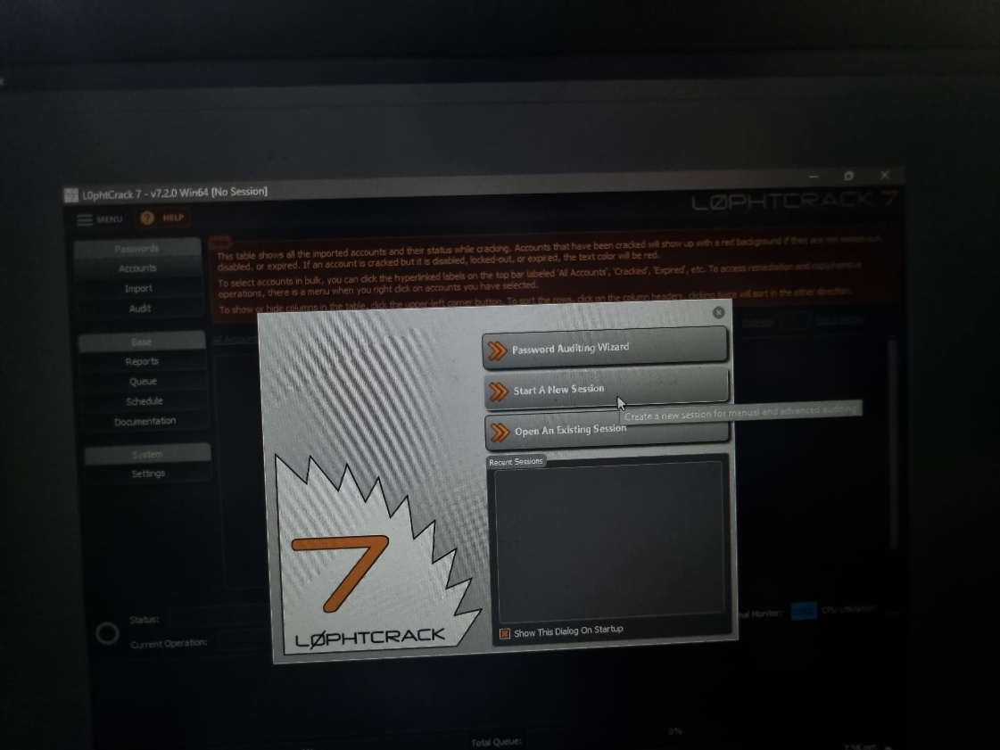 L0phtCrack 7 - v7.2.0 Win64 [No Session]
MENU
? HELP
LØPHTCRACK 7
Passwords
Accounts
Import
Audit
Base
Reports
Queue
Schedule
Documentation
System
Settings
Help
This table shows all the imported accounts and their status while cracking. Accounts that have been cracked will show up with a red background if they are not locked-out,
disabled, or expired. If an account is cracked but it is disabled, locked-out, or expired, the text color will be red.
To select accounts in bulk, you can click the hyperlinked labels on the top bar labeled 'All Accounts', 'Cracked', 'Expired', etc. To access remediation and
operations, there is a menu when you right click on accounts you have selected.
To show or hide columns in the table, click the upper-left corner button. To sort the click on the column headers, clicking will sort in the other direction.
All Accounts
Password Auditing Wizard
Start A New Session
Create a new session for manual and advanced auditing
Open An Existing Session
Recent Sessions
Show This Dialog On Startup
7
LØPHTCRACK
Status:
Current Operation:
Monitor:
CPU Utilization
Total Queue:
0%
7:58 pm